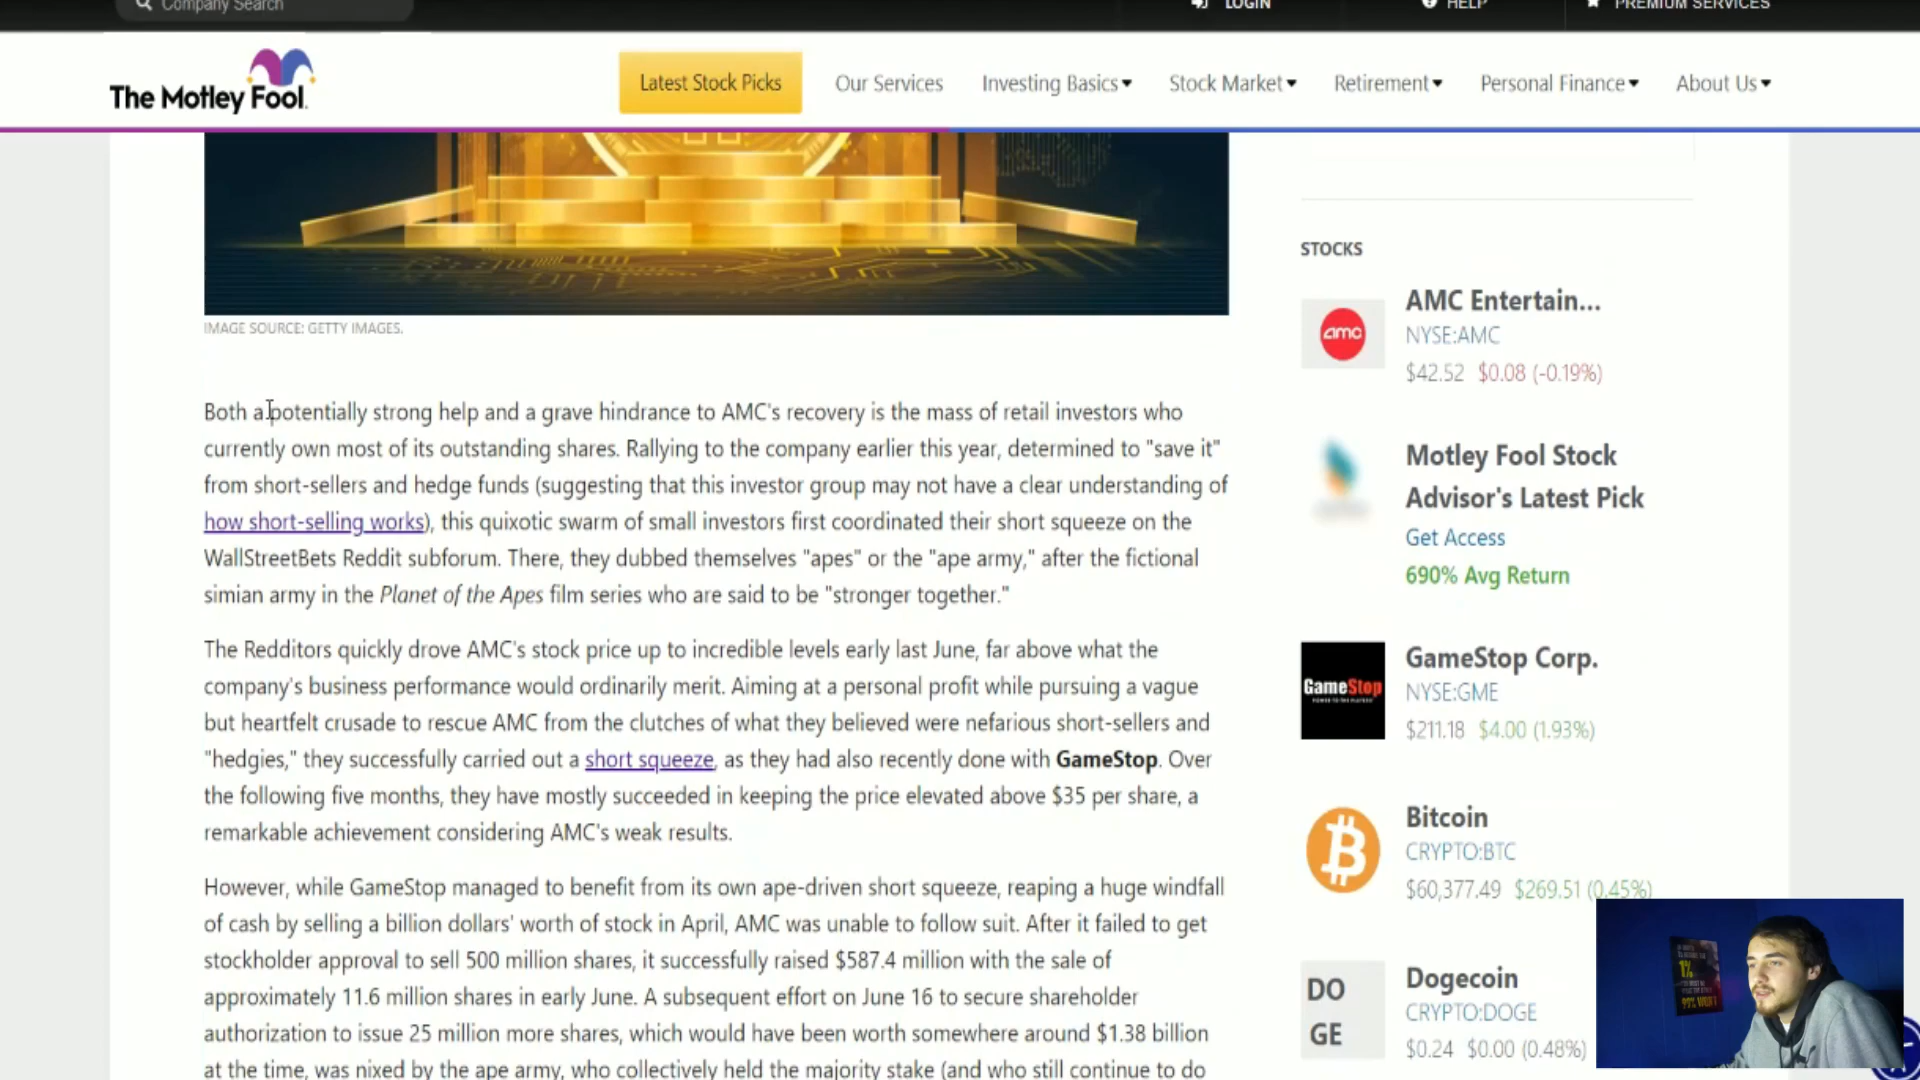 Company Search
LOGIN
HELP
PREMIUM SERVICES
The Motley Fool.
Latest Stock Picks
Our Services
Investing Basics
Stock Market
Retirement
Personal Finance
About Us
IMAGE SOURCE: GETTY IMAGES.
Both a potentially strong help and a grave hindrance to AMC's recovery is the mass of retail investors who
currently own most of its outstanding shares. Rallying to the company earlier this year, determined to "save it"
from short-sellers and hedge funds (suggesting that this investor group may not have a clear understanding of
how short-selling works), this quixotic swarm of small investors first coordinated their short squeeze on the
WallStreetBets Reddit subforum. There, they dubbed themselves "apes" or the "ape army," after the fictional
simian army in the Planet of the Apes film series who are said to be "stronger together."
The Redditors quickly drove AMC's stock price up to incredible levels early last June, far above what the
company's business performance would ordinarily merit. Aiming at a personal profit while pursuing a vague
but heartfelt crusade to rescue AMC from the clutches of what they believed were nefarious short-sellers and
"hedgies," they successfully carried out a short squeeze, as they had also recently done with GameStop. Over
the following five months, they have mostly succeeded in keeping the price elevated above $35 per share, a
remarkable achievement considering AMC's weak results.
However, while GameStop managed to benefit from its own ape-driven short squeeze, reaping a huge windfall
of cash by selling a billion dollars' worth of stock in April, AMC was unable to follow suit. After it failed to get
stockholder approval to sell 500 million shares, it successfully raised $587.4 million with the sale of
approximately 11.6 million shares in early June. A subsequent effort on June 16 to secure shareholder
authorization to issue 25 million more shares, which would have been worth somewhere around $1.38 billion
at the time, was nixed by the ape army, who collectively held the majority stake (and who still continue to do
STOCKS
amc
AMC Entertain...
NYSE:AMC
$42.52 $0.08 (-0.19%)
Motley Fool Stock
Advisor's Latest Pick
Get Access
690% Avg Return
GameStop
POWER TO THE PLAYERS
GameStop Corp.
NYSE:GME
$211.18 $4.00 (1.93%)
Bitcoin
CRYPTO:BTC
$60,377.49 $269.51 (0.45%)
DO
GE
Dogecoin
CRYPTO:DOGE
$0.24 $0.00 (0.48%)
1%